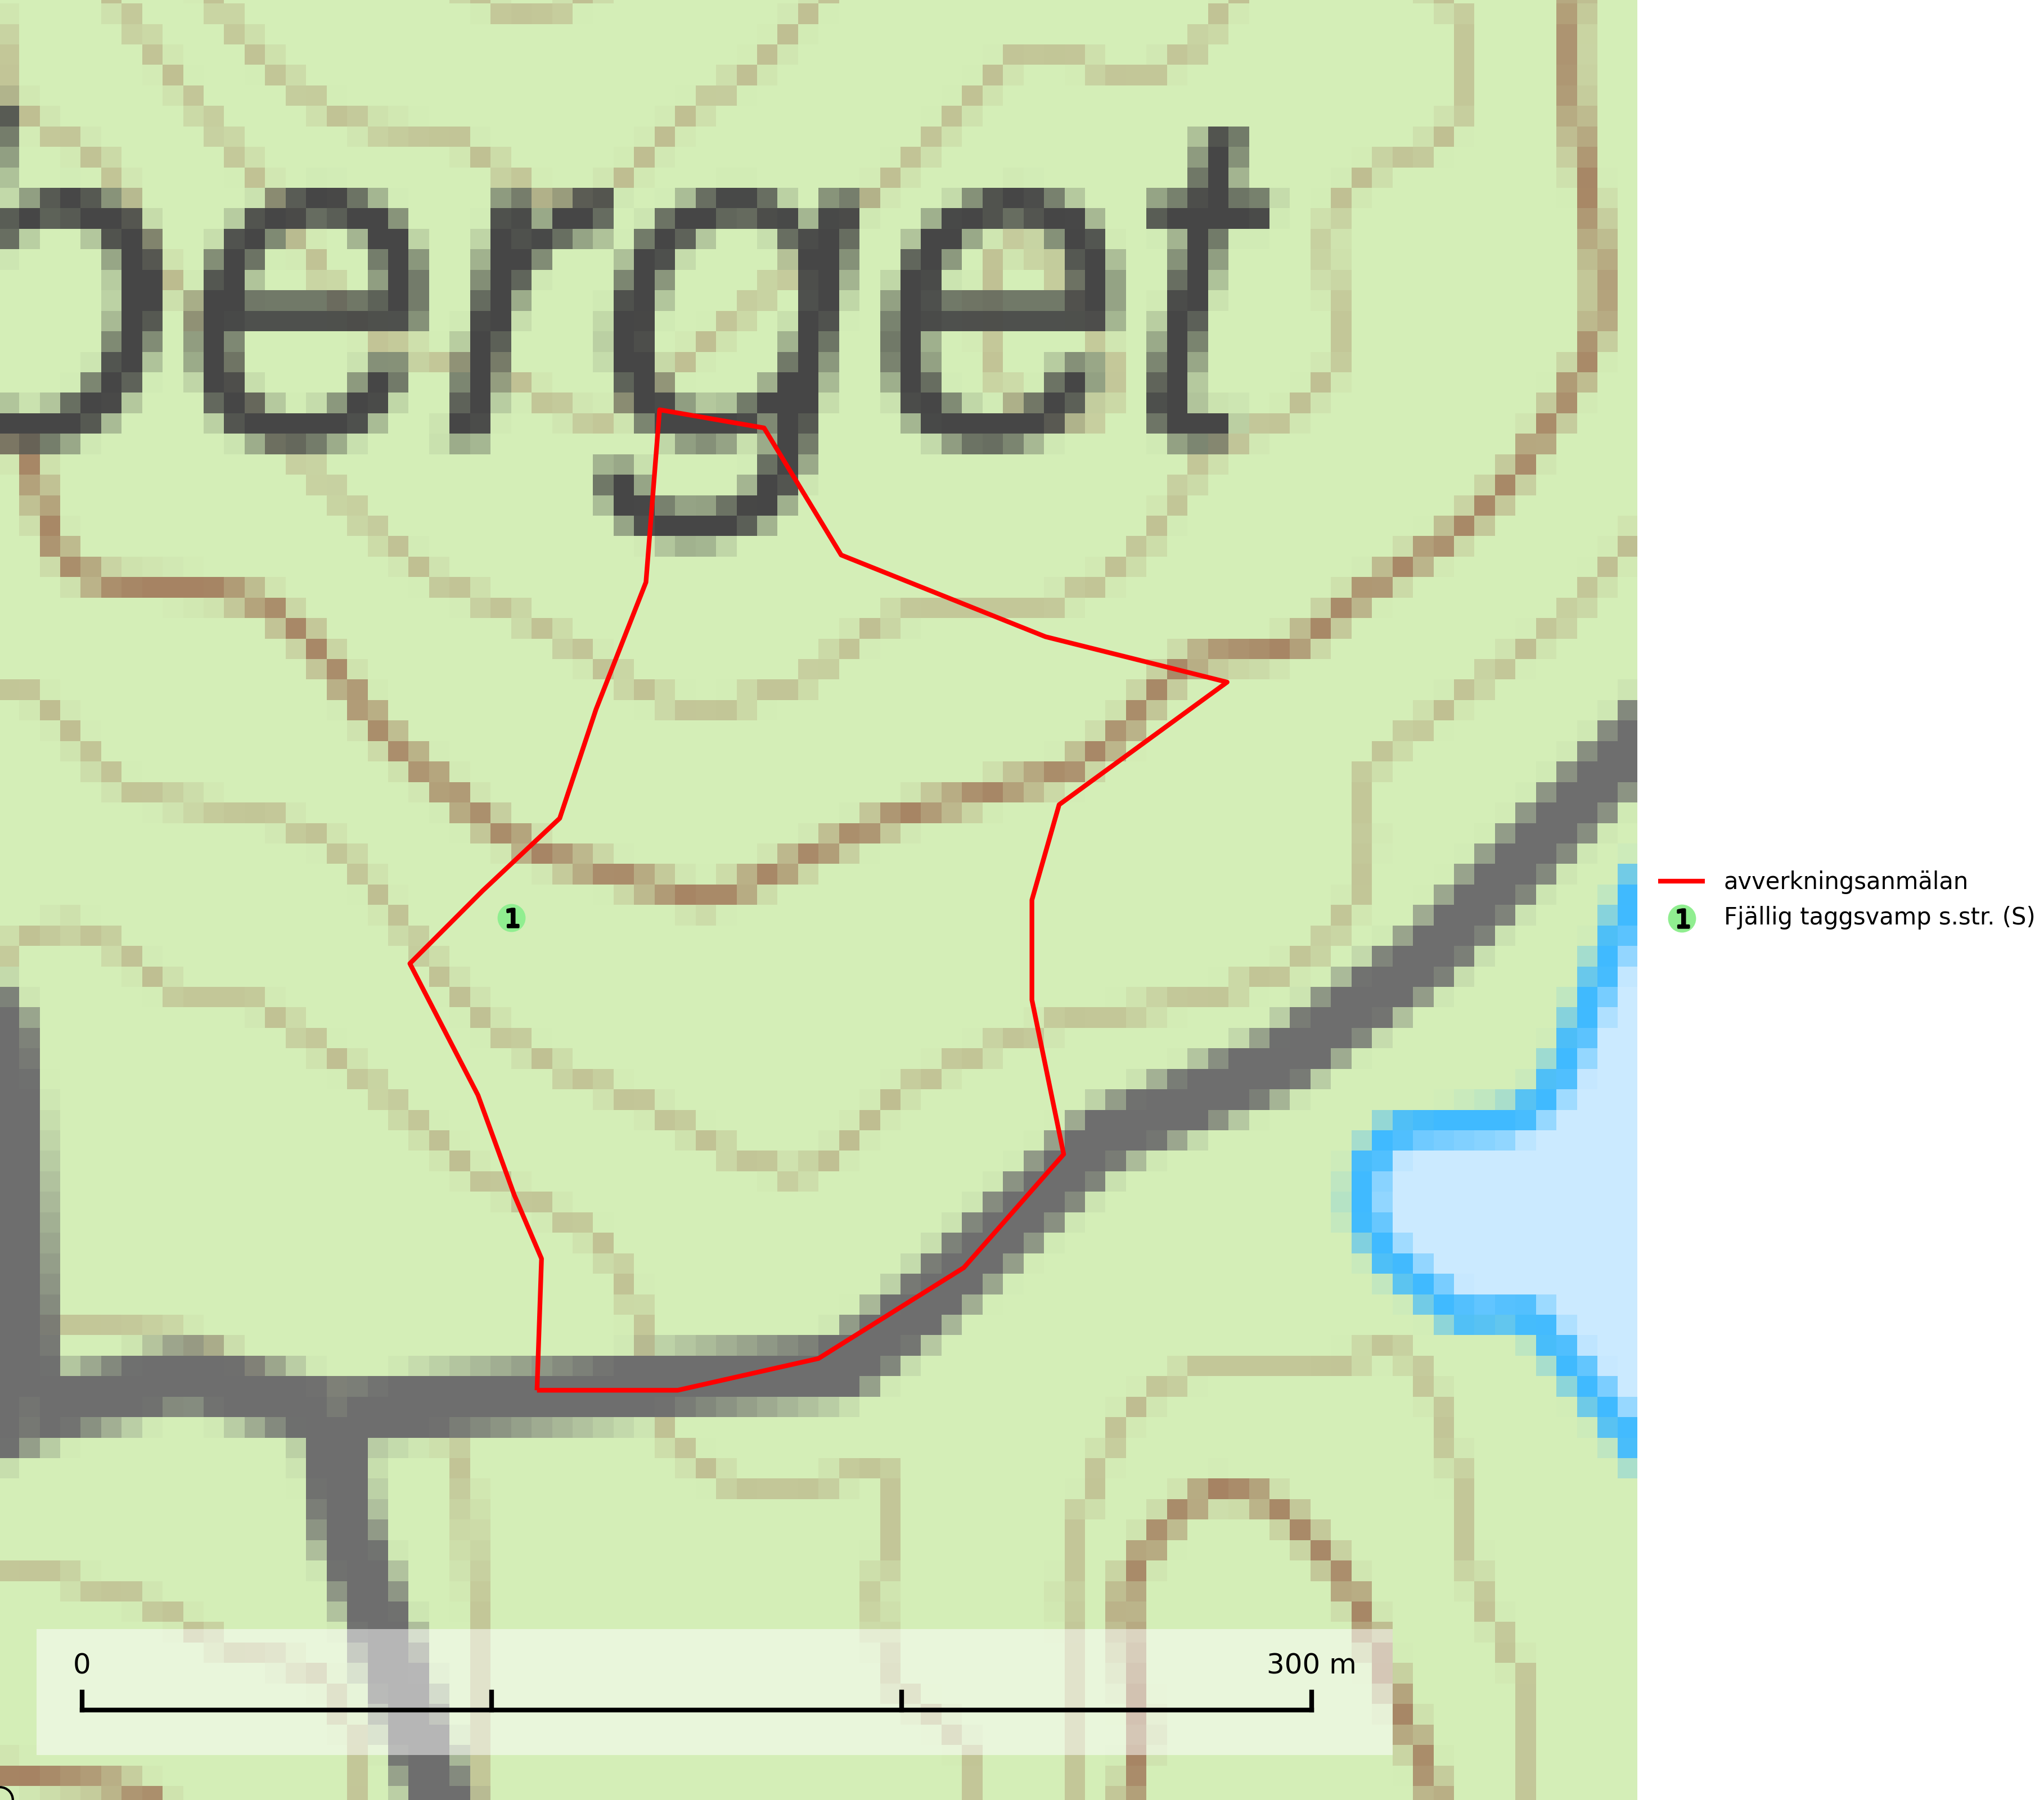 berget
1
avverkningsanmälan
1 Fjällig taggsvamp s.str. (S)
0 300 m